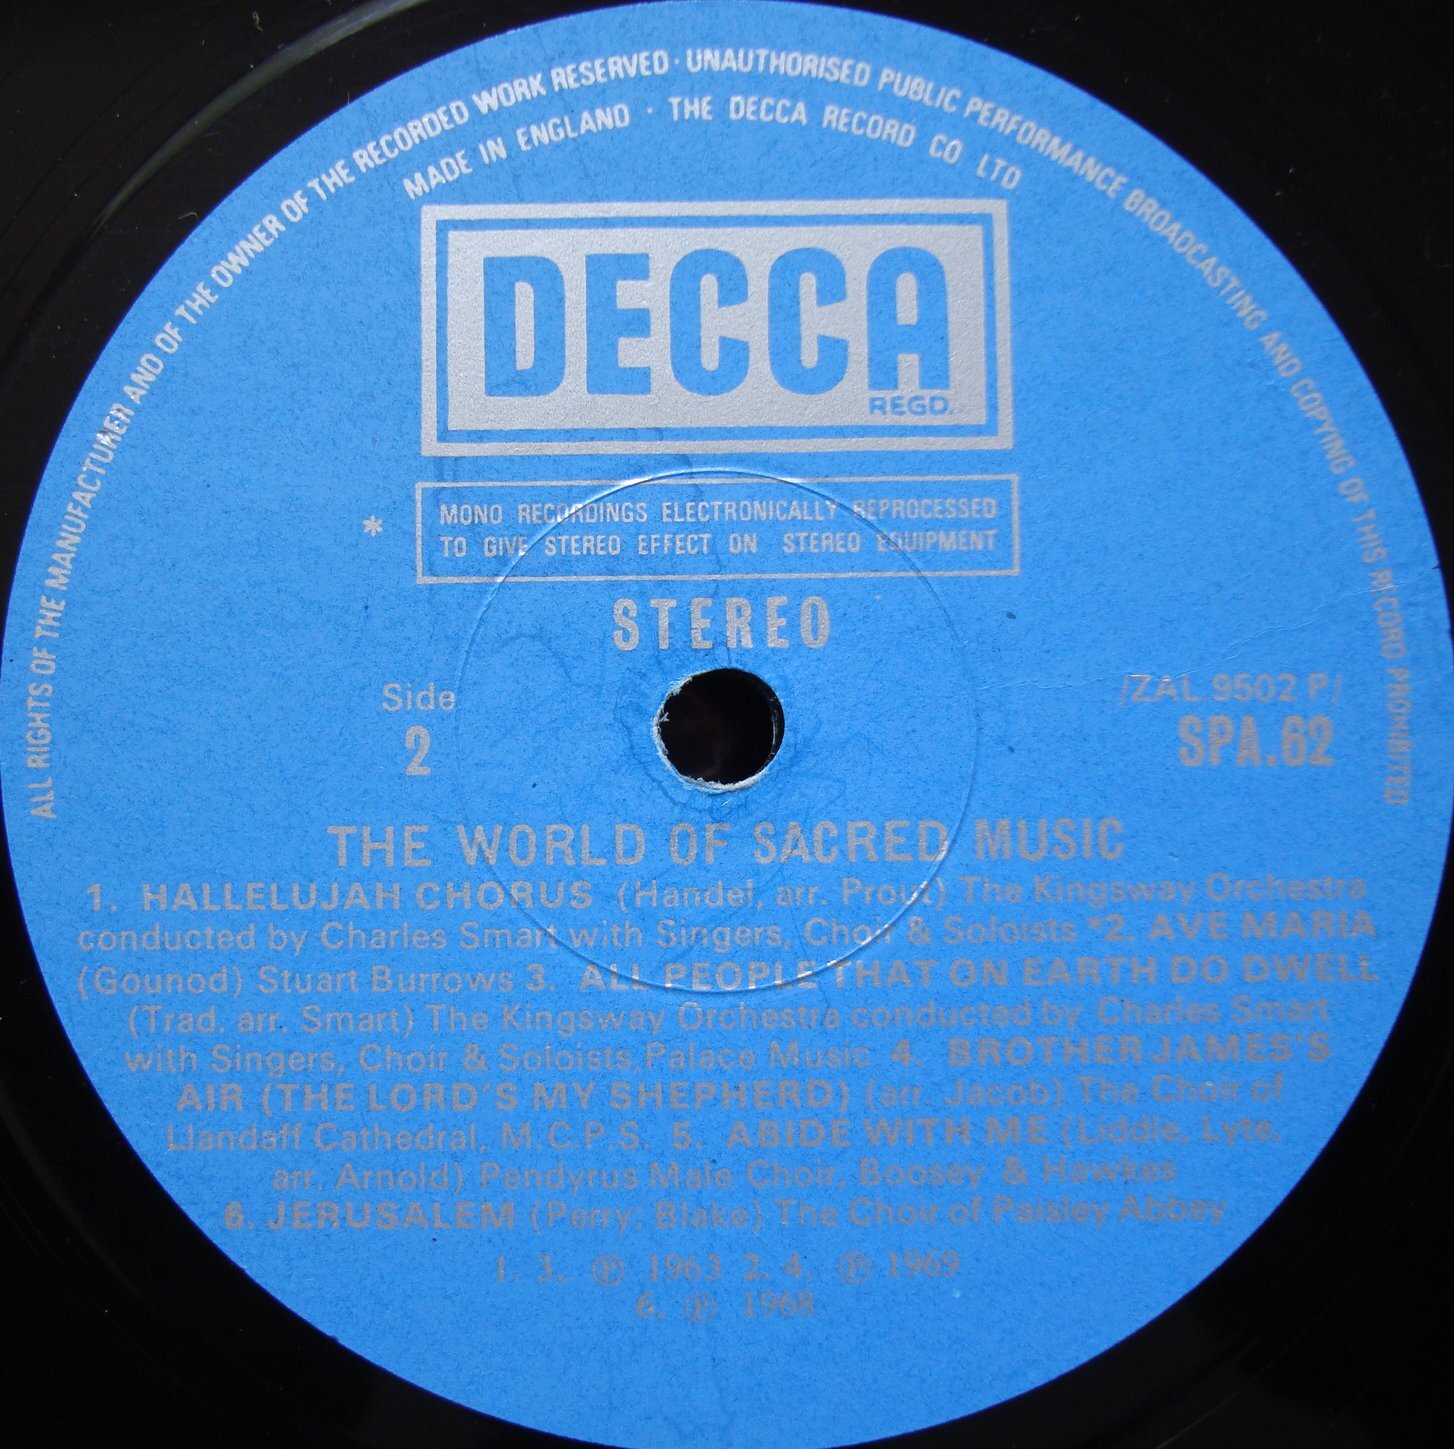 ALL RIGHTS OF THE MANUFACTURER AND OF THE OWNER OF THE RECORDED WORK RESERVED · UNAUTHORISED PUBLIC PERFORMANCE BROADCASTING AND COPYING OF THIS RECORD PROHIBITED
MADE IN ENGLAND · THE DECCA RECORD CO LTD
DECCA
REGD.
* MONO RECORDINGS ELECTRONICALLY REPROCESSED
TO GIVE STEREO EFFECT ON STEREO EQUIPMENT
STEREO
Side
2
/ZAL 9502 P/
SPA.62
THE WORLD OF SACRED MUSIC
1. HALLELUJAH CHORUS (Handel, arr. Prout) The Kingsway Orchestra
conducted by Charles Smart with Singers, Choir & Soloists *2. AVE MARIA
(Gounod) Stuart Burrows 3. ALL PEOPLE THAT ON EARTH DO DWELL
(Trad. arr. Smart) The Kingsway Orchestra conducted by Charles Smart
with Singers, Choir & Soloists, Palace Music 4. BROTHER JAMES'S
AIR (THE LORD'S MY SHEPHERD) (arr. Jacob) The Choir of
Llandaff Cathedral, M.C.P.S. 5. ABIDE WITH ME (Liddle, Lyte,
arr. Arnold) Pendyrus Male Choir, Boosey & Hawkes
6. JERUSALEM (Parry; Blake) The Choir of Paisley Abbey
1. 3. ℗ 1963 2. 4. ℗ 1969
6. ℗ 1968